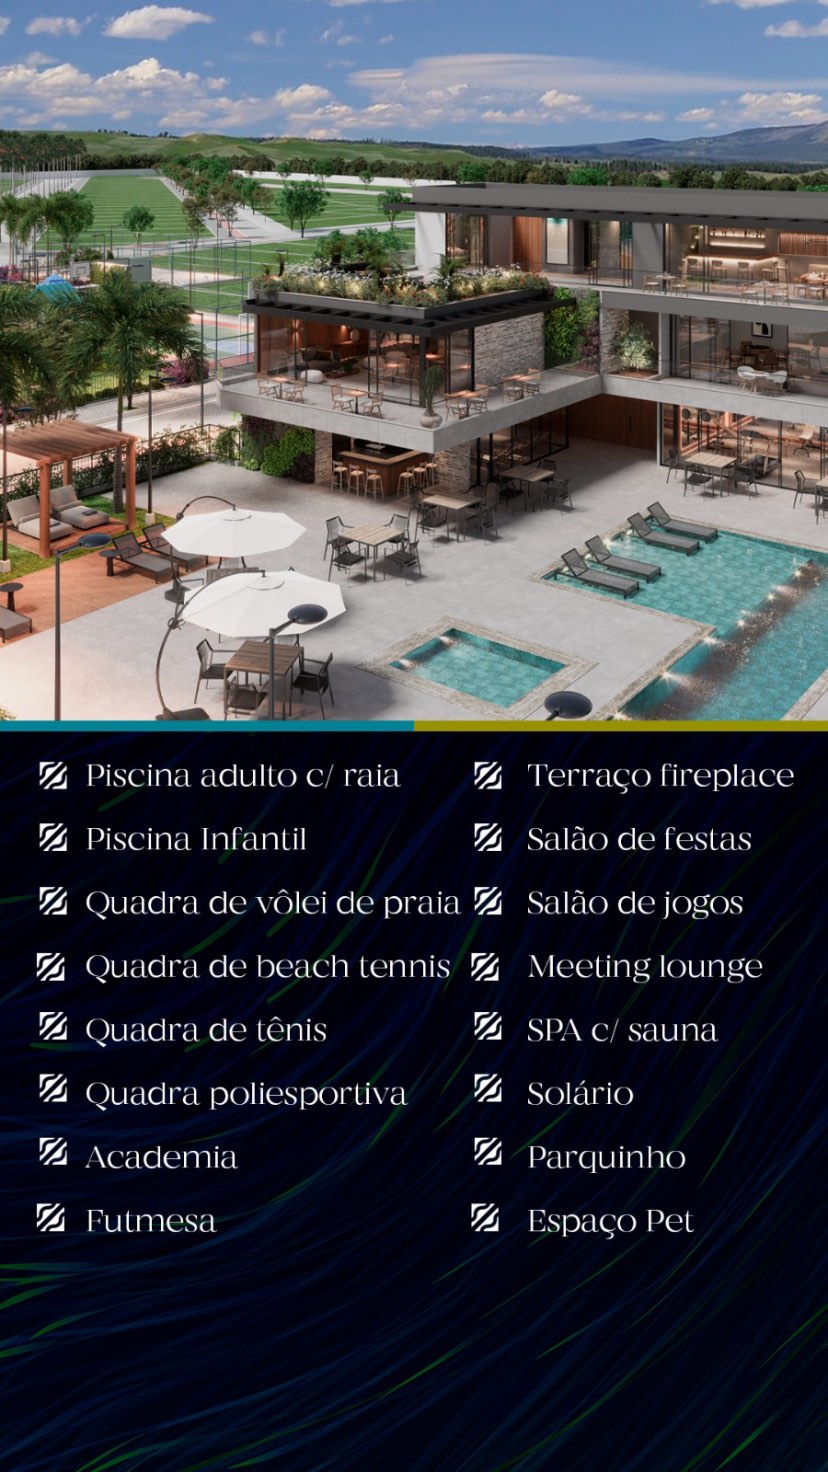 Piscina adulto c/ raia
Piscina Infantil
Quadra de vôlei de praia
Quadra de beach tennis
Quadra de tênis
Quadra poliesportiva
Academia
Futmesa
Terraço fireplace
Salão de festas
Salão de jogos
Meeting lounge
SPA c/ sauna
Solário
Parquinho
Espaço Pet